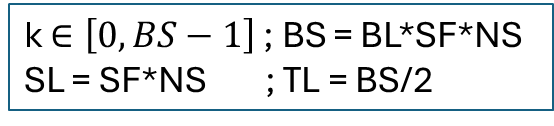 k ∈ [0, BS − 1] ; BS = BL*SF*NS
SL = SF*NS ; TL = BS/2